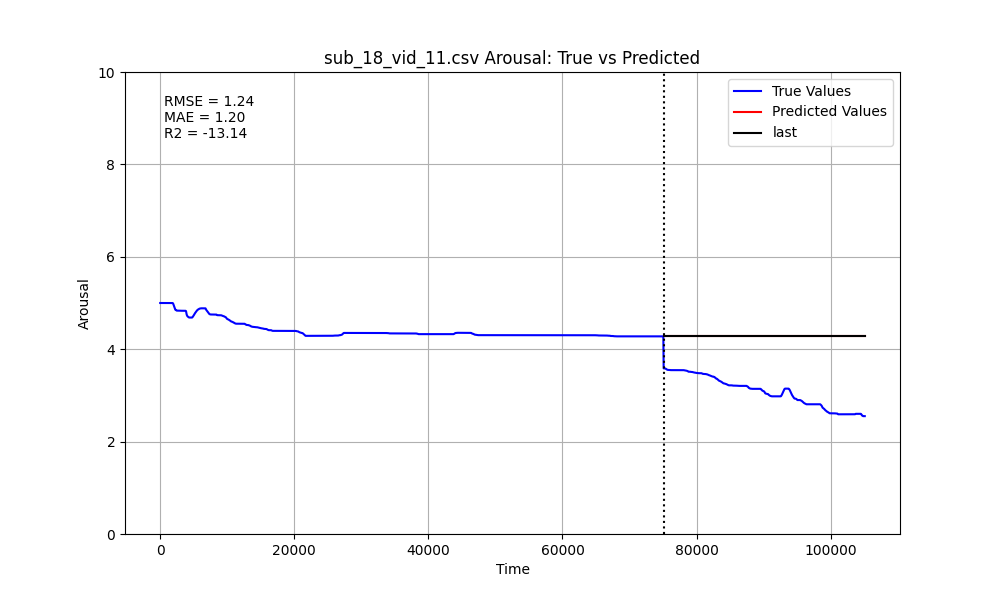 sub_18_vid_11.csv Arousal: True vs Predicted
RMSE = 1.24
MAE = 1.20
R2 = -13.14
True Values
Predicted Values
last
Arousal
10
8
6
4
2
0
0 20000 40000 60000 80000 100000
Time